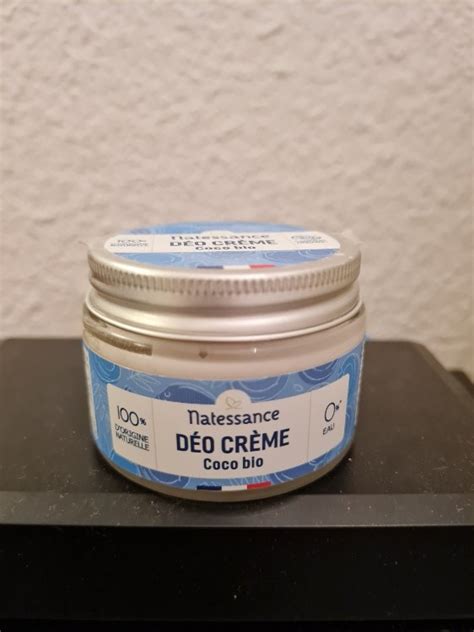 Natessance
DÉO CRÈME
Coco bio
100%
D'ORIGINE
NATURELLE
Natessance
DÉO CRÈME
Coco bio
0%*
EAU